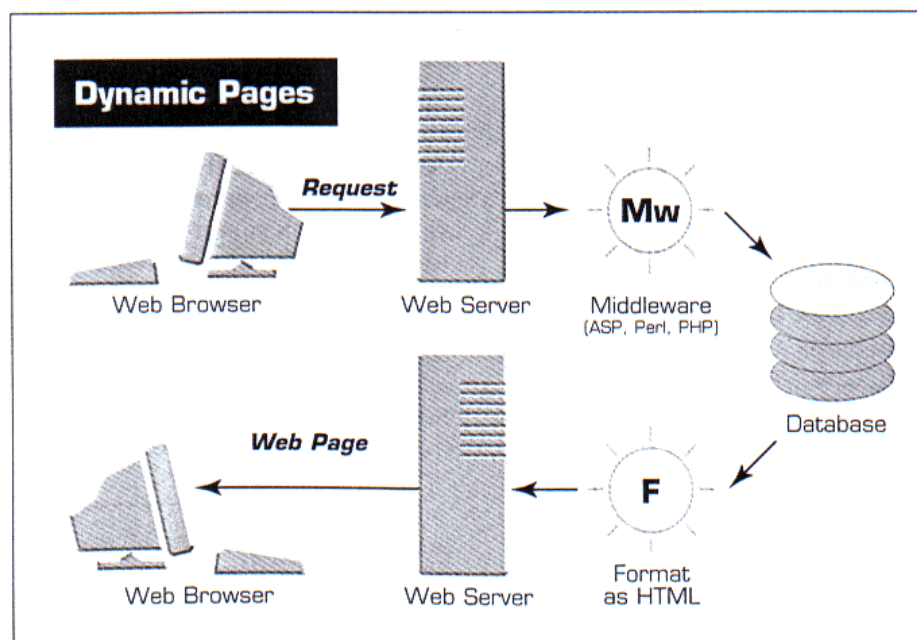 Dynamic Pages
Request
Mw
Web Browser
Web Server
Middleware
(ASP, Perl, PHP)
Database
Web Page
F
Web Browser
Web Server
Format
as HTML